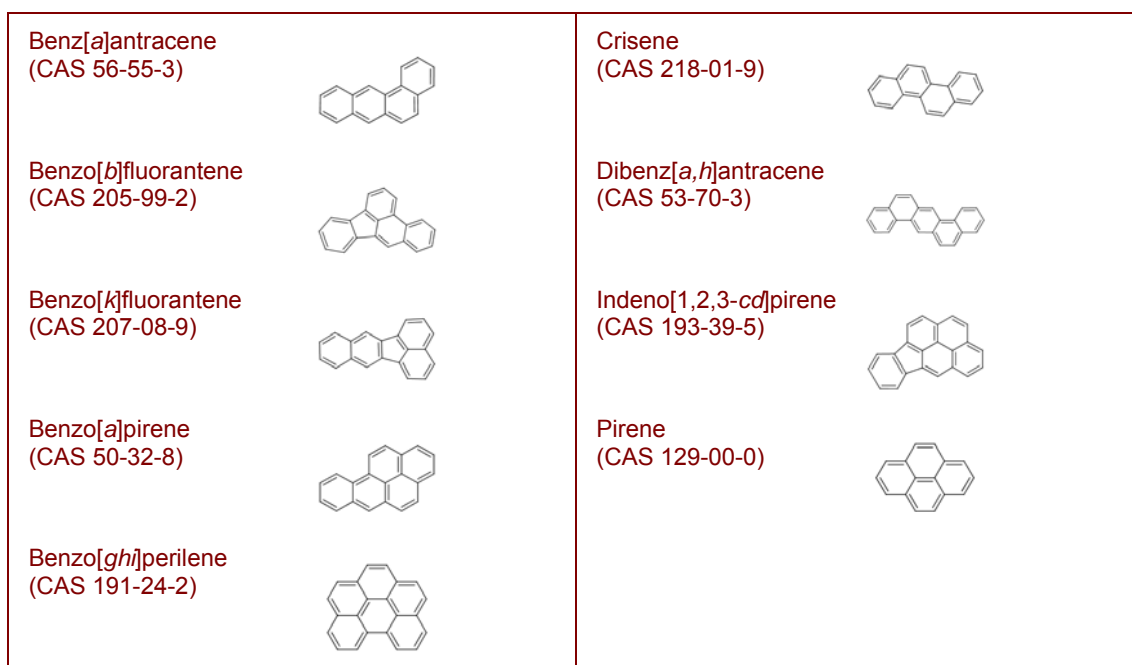 Benz[a]antracene
(CAS 56-55-3)
Benzo[b]fluorantene
(CAS 205-99-2)
Benzo[k]fluorantene
(CAS 207-08-9)
Benzo[a]pirene
(CAS 50-32-8)
Benzo[ghi]perilene
(CAS 191-24-2)
Crisene
(CAS 218-01-9)
Dibenz[a,h]antracene
(CAS 53-70-3)
Indeno[1,2,3-cd]pirene
(CAS 193-39-5)
Pirene
(CAS 129-00-0)